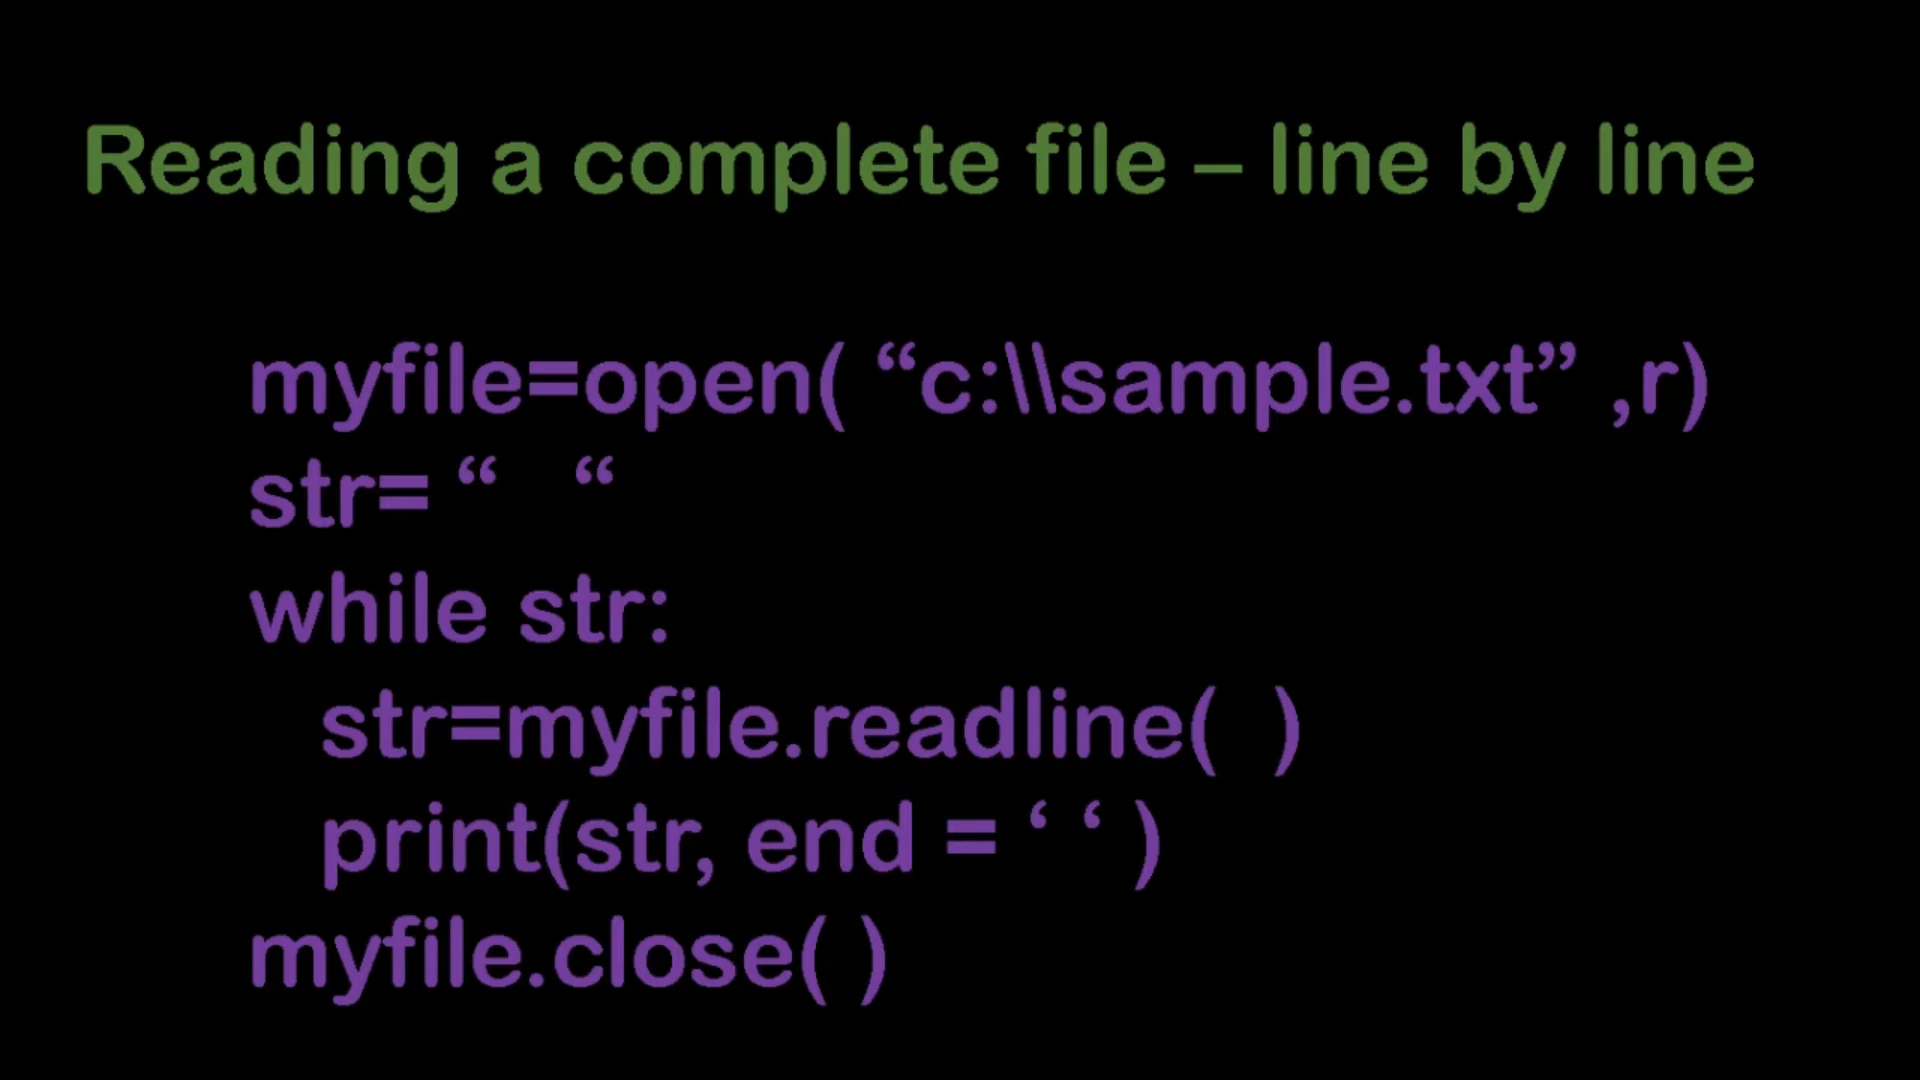 Reading a complete file – line by line
myfile=open( “c:\\sample.txt” ,r)
str= “   “
while str:
   str=myfile.readline(  )
   print(str, end = ‘ ‘ )
myfile.close( )